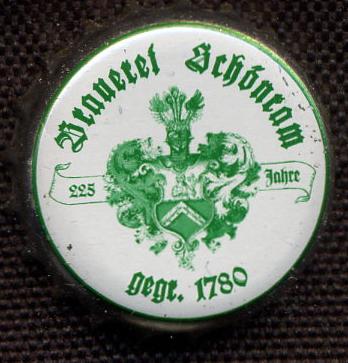 Brauerei Schönram
225 Jahre
gegr. 1780